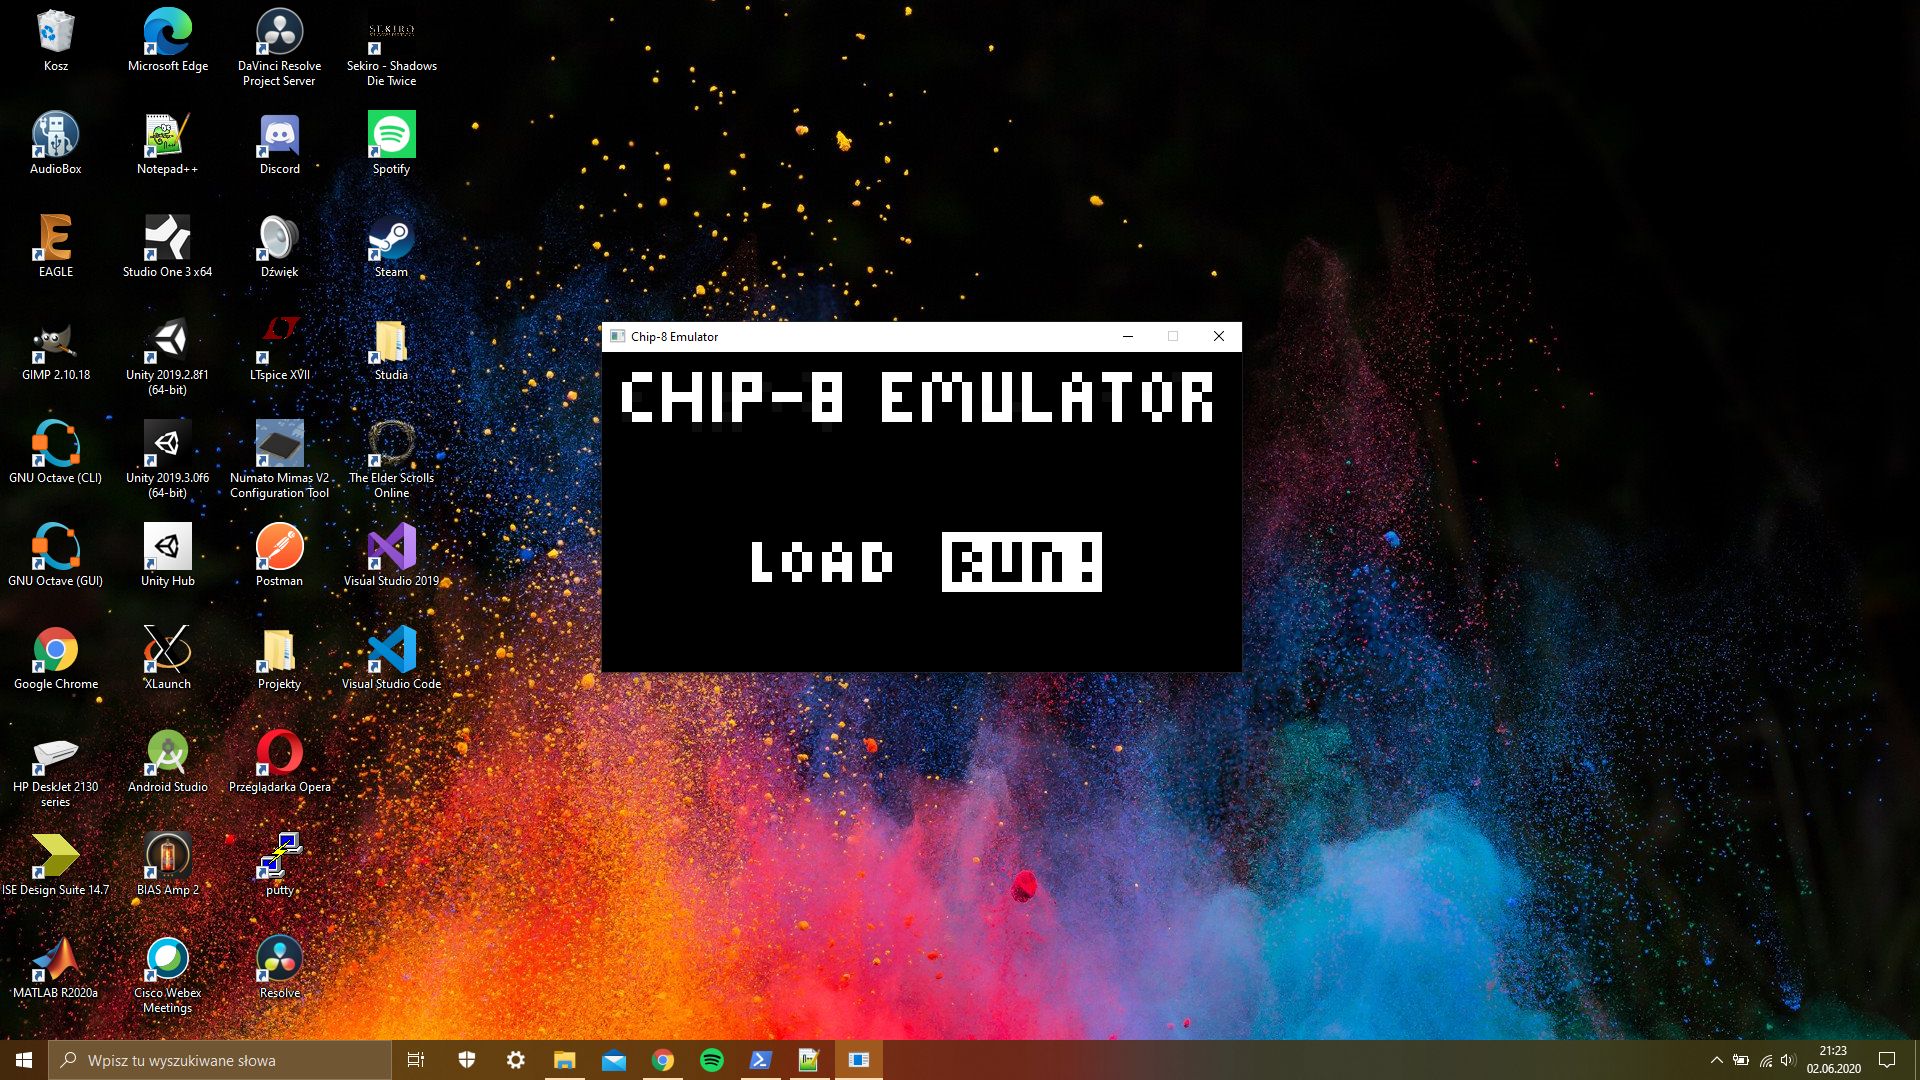 Kosz
Microsoft Edge
DaVinci Resolve
Project Server
SEKIRO
Sekiro - Shadows
Die Twice
AudioBox
Notepad++
Discord
Spotify
EAGLE
Studio One 3 x64
Dźwięk
Steam
GIMP 2.10.18
Unity 2019.2.8f1
(64-bit)
LTspice XVII
Studia
GNU Octave (CLI)
Unity 2019.3.0f6
(64-bit)
Numato Mimas V2
Configuration Tool
The Elder Scrolls
Online
GNU Octave (GUI)
Unity Hub
Postman
Visual Studio 2019
Google Chrome
XLaunch
Projekty
Visual Studio Code
HP DeskJet 2130
series
Android Studio
Przeglądarka Opera
ISE Design Suite 14.7
BIAS Amp 2
putty
MATLAB R2020a
Cisco Webex
Meetings
Resolve
Chip-8 Emulator
CHIP-8 EMULATOR
LOAD RUN!
Wpisz tu wyszukiwane słowa
21:23
02.06.2020